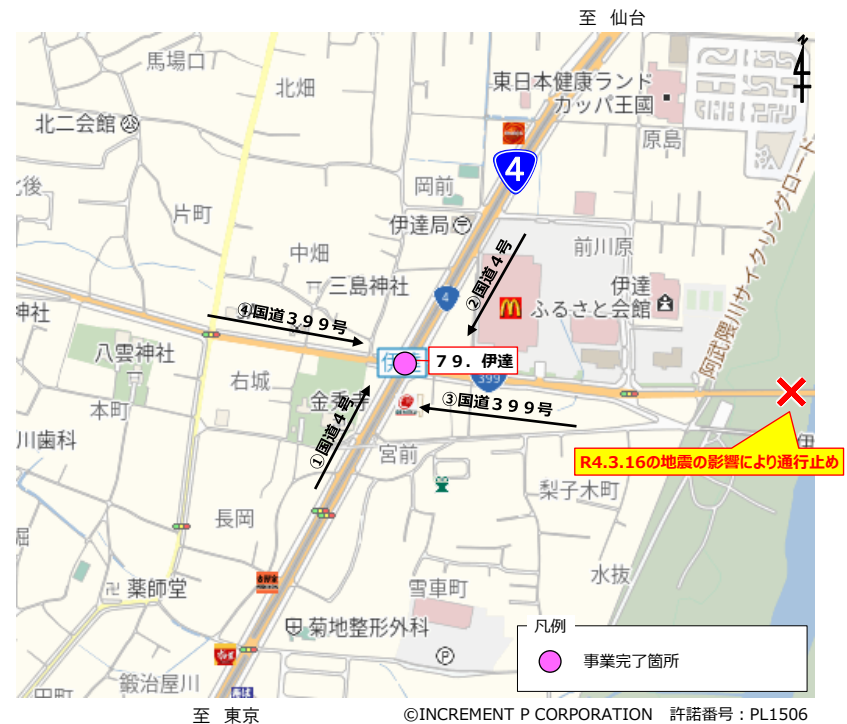 至 仙台
馬場口
北畑
東日本健康ランド
カッパ王國
北二会館
原島
4
岡前
七後
片町
伊達局
中畑
前川原
三島神社
②国道4号
阿武隈川サイクリングロード
伊達
ふるさと会館
4
④国道399号
神社
八雲神社
79．伊達
399
右城
金秀寺
①国道4号
③国道399号
本町
川歯科
宮前
伊
R4.3.16の地震の影響により通行止め
梨子木町
長岡
堀
水抜
薬師堂
雪車町
菊地整形外科
凡例
事業完了箇所
鍛治屋川
田町
至 東京
©INCREMENT P CORPORATION 許諾番号：PL1506